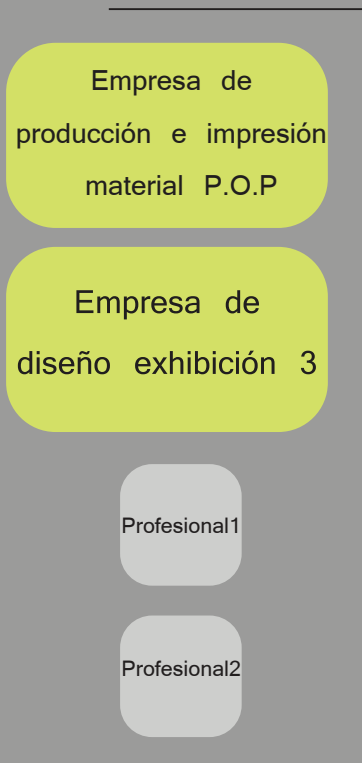 Empresa de
producción e impresión
material P.O.P
Empresa de
diseño exhibición 3
Profesional1
Profesional2